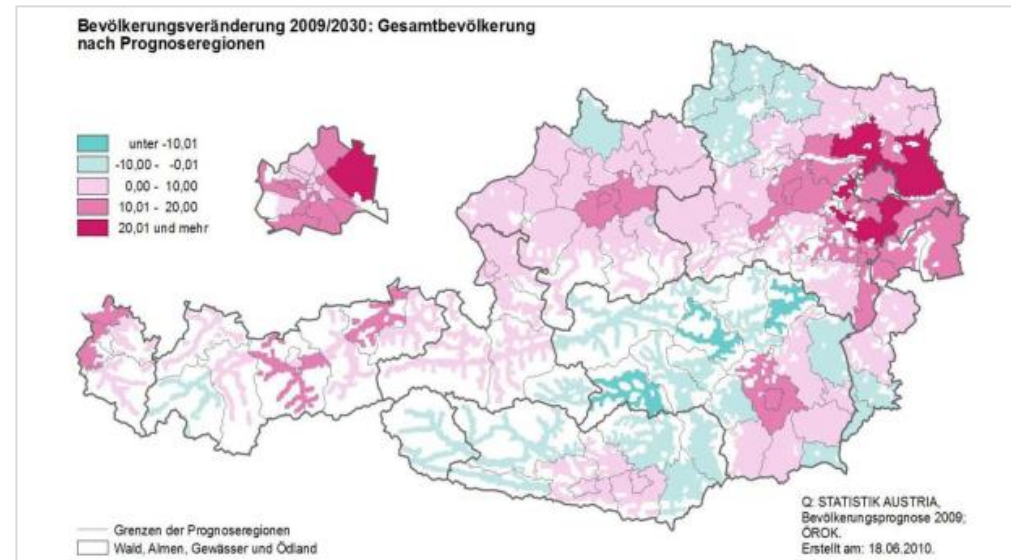 Bevölkerungsveränderung 2009/2030: Gesamtbevölkerung
nach Prognoseregionen
unter -10,01
-10,00 - -0,01
0,00 - 10,00
10,01 - 20,00
20,01 und mehr
Grenzen der Prognoseregionen
Wald, Almen, Gewässer und Ödland
Q: STATISTIK AUSTRIA,
Bevölkerungsprognose 2009;
ÖROK.
Erstellt am: 18.06.2010.